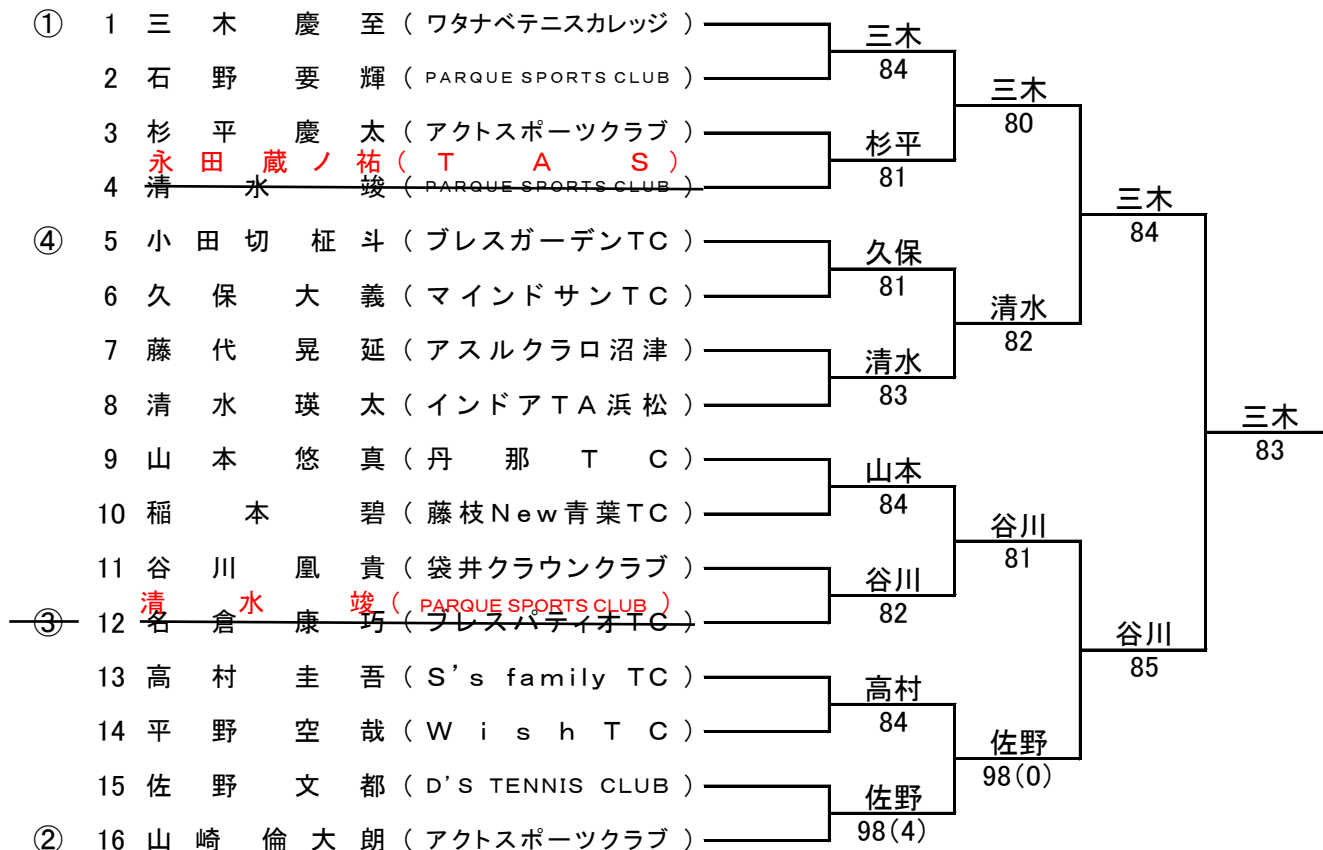 ① 1 三木慶至 ( ワタナベテニスカレッジ )
三木
84
2 石野要輝 ( PARQUE SPORTS CLUB )
三木
80
3 杉平慶太 ( アクトスポーツクラブ )
杉平
81
永田蔵ノ祐 ( TAS )
4 清水竣 ( PARQUE SPORTS CLUB )
三木
84
④ 5 小田切柾斗 ( ブレスガーデンTC )
久保
81
6 久保大義 ( マインドサンTC )
清水
82
7 藤代晃延 ( アスルクラロ沼津 )
清水
83
8 清水瑛太 ( インドアTA浜松 )
三木
83
9 山本悠真 ( 丹那TC )
山本
84
10 稲本碧 ( 藤枝New青葉TC )
谷川
81
11 谷川凰貴 ( 袋井クラウンクラブ )
谷川
82
清水竣 ( PARQUE SPORTS CLUB )
③ 12 名倉康巧 ( ブレスパティオTC )
谷川
85
13 高村圭吾 ( S's family TC )
高村
84
14 平野空哉 ( Wish TC )
佐野
98(0)
15 佐野文都 ( D'S TENNIS CLUB )
佐野
98(4)
② 16 山崎倫大朗 ( アクトスポーツクラブ )